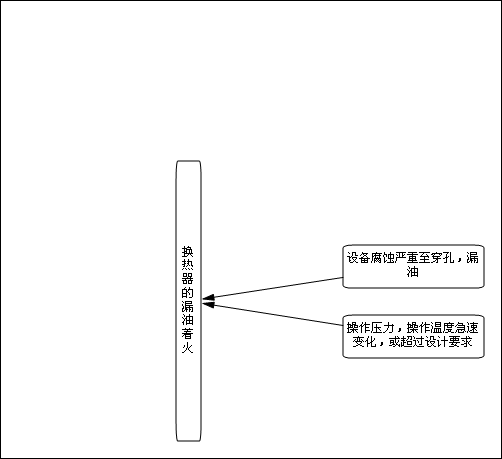 换
热
器
的
漏
油
着
火
设备腐蚀严重至穿孔，漏
油
操作压力，操作温度急速
变化，或超过设计要求